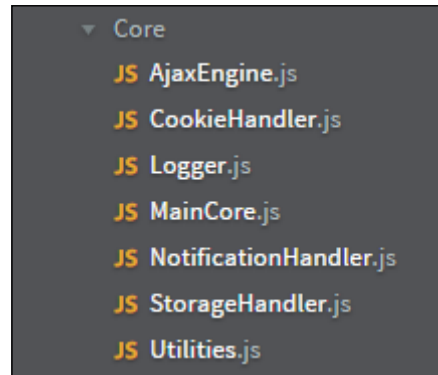 Core
JS AjaxEngine.js
JS CookieHandler.js
JS Logger.js
JS MainCore.js
JS NotificationHandler.js
JS StorageHandler.js
JS Utilities.js